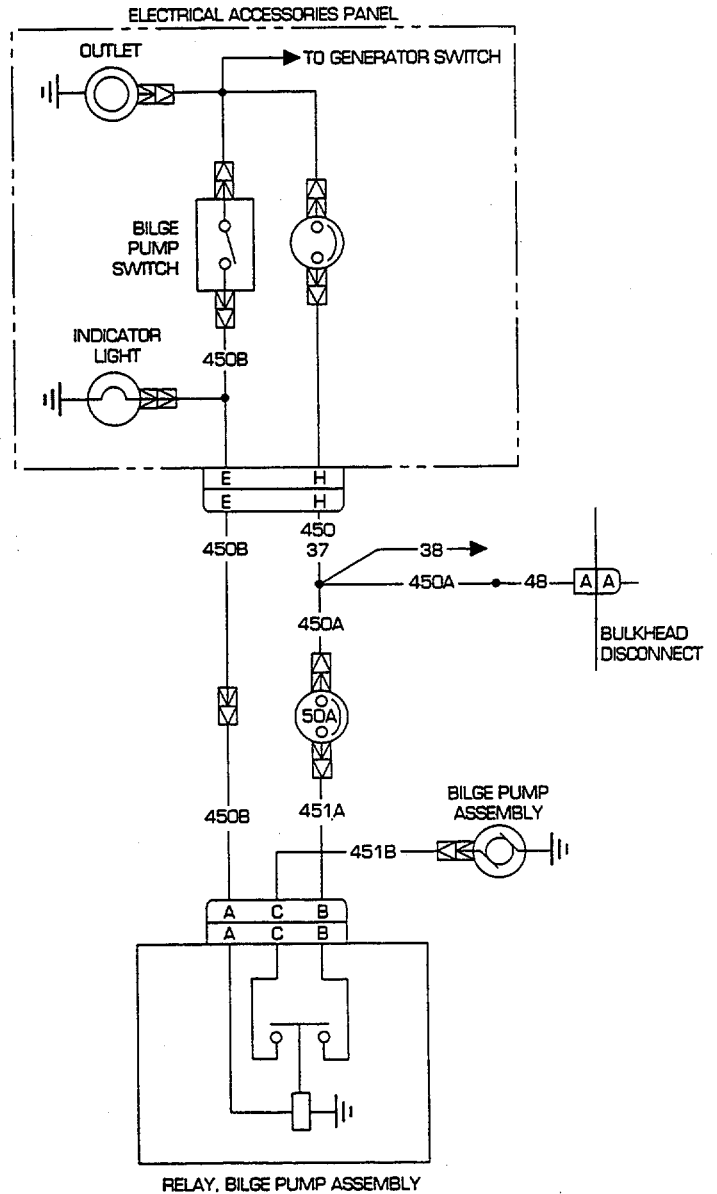 ELECTRICAL ACCESSORIES PANEL
OUTLET
TO GENERATOR SWITCH
BILGE
PUMP
SWITCH
INDICATOR
LIGHT
450B
E H
E H
450B
450
37
38
450A
48
A A
450A
BULKHEAD
DISCONNECT
50A
450B
451A
BILGE PUMP
ASSEMBLY
451B
A C B
A C B
RELAY, BILGE PUMP ASSEMBLY